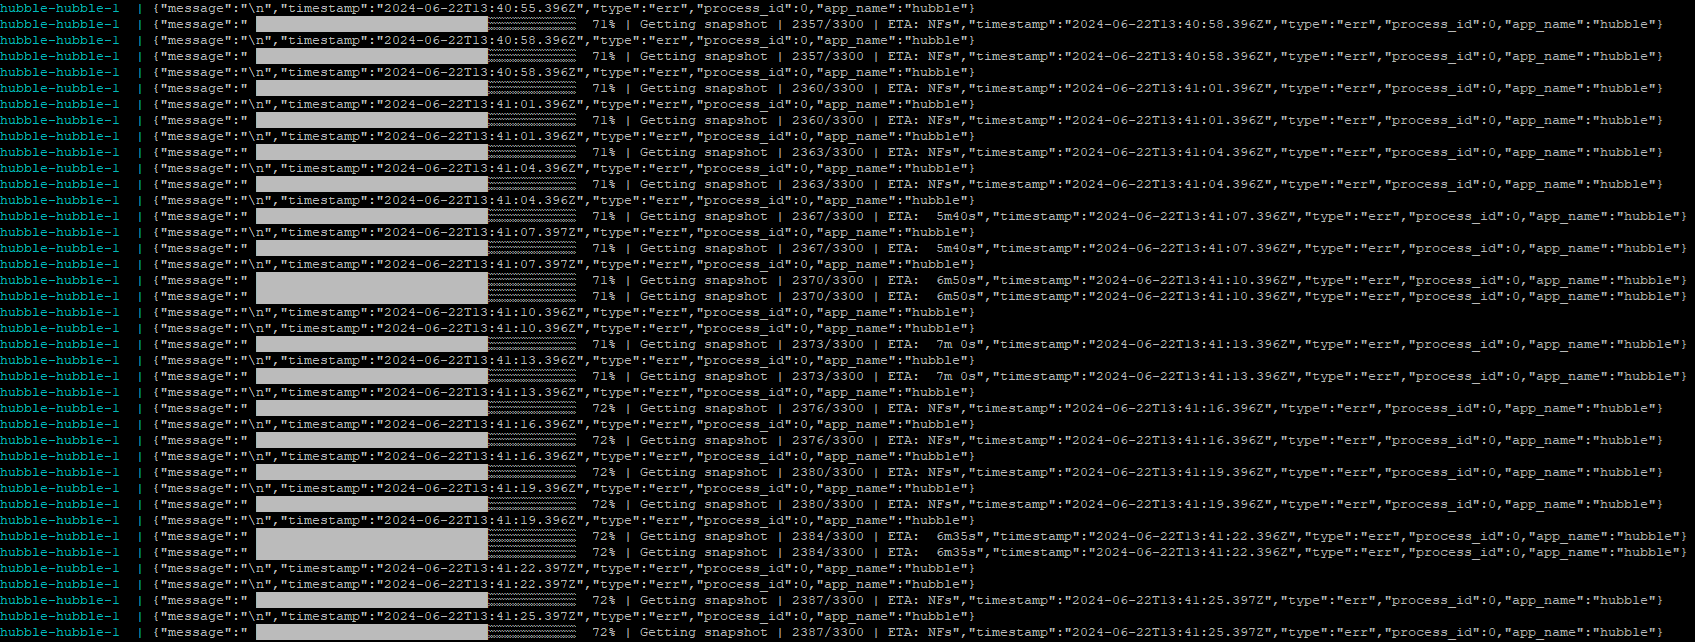 hubble-hubble-1 | {"message":"\n","timestamp":"2024-06-22T13:40:55.396Z","type":"err","process_id":0,"app_name":"hubble"}
hubble-hubble-1 | {"message":" 71% | Getting snapshot | 2357/3300 | ETA: NFs","timestamp":"2024-06-22T13:40:58.396Z","type":"err","process_id":0,"app_name":"hubble"}
hubble-hubble-1 | {"message":"\n","timestamp":"2024-06-22T13:40:58.396Z","type":"err","process_id":0,"app_name":"hubble"}
hubble-hubble-1 | {"message":" 71% | Getting snapshot | 2357/3300 | ETA: NFs","timestamp":"2024-06-22T13:40:58.396Z","type":"err","process_id":0,"app_name":"hubble"}
hubble-hubble-1 | {"message":"\n","timestamp":"2024-06-22T13:40:58.396Z","type":"err","process_id":0,"app_name":"hubble"}
hubble-hubble-1 | {"message":" 71% | Getting snapshot | 2360/3300 | ETA: NFs","timestamp":"2024-06-22T13:41:01.396Z","type":"err","process_id":0,"app_name":"hubble"}
hubble-hubble-1 | {"message":"\n","timestamp":"2024-06-22T13:41:01.396Z","type":"err","process_id":0,"app_name":"hubble"}
hubble-hubble-1 | {"message":" 71% | Getting snapshot | 2360/3300 | ETA: NFs","timestamp":"2024-06-22T13:41:01.396Z","type":"err","process_id":0,"app_name":"hubble"}
hubble-hubble-1 | {"message":"\n","timestamp":"2024-06-22T13:41:01.396Z","type":"err","process_id":0,"app_name":"hubble"}
hubble-hubble-1 | {"message":" 71% | Getting snapshot | 2363/3300 | ETA: NFs","timestamp":"2024-06-22T13:41:04.396Z","type":"err","process_id":0,"app_name":"hubble"}
hubble-hubble-1 | {"message":"\n","timestamp":"2024-06-22T13:41:04.396Z","type":"err","process_id":0,"app_name":"hubble"}
hubble-hubble-1 | {"message":" 71% | Getting snapshot | 2363/3300 | ETA: NFs","timestamp":"2024-06-22T13:41:04.396Z","type":"err","process_id":0,"app_name":"hubble"}
hubble-hubble-1 | {"message":"\n","timestamp":"2024-06-22T13:41:04.396Z","type":"err","process_id":0,"app_name":"hubble"}
hubble-hubble-1 | {"message":" 71% | Getting snapshot | 2367/3300 | ETA: 5m40s","timestamp":"2024-06-22T13:41:07.396Z","type":"err","process_id":0,"app_name":"hubble"}
hubble-hubble-1 | {"message":"\n","timestamp":"2024-06-22T13:41:07.397Z","type":"err","process_id":0,"app_name":"hubble"}
hubble-hubble-1 | {"message":" 71% | Getting snapshot | 2367/3300 | ETA: 5m40s","timestamp":"2024-06-22T13:41:07.396Z","type":"err","process_id":0,"app_name":"hubble"}
hubble-hubble-1 | {"message":"\n","timestamp":"2024-06-22T13:41:07.397Z","type":"err","process_id":0,"app_name":"hubble"}
hubble-hubble-1 | {"message":" 71% | Getting snapshot | 2370/3300 | ETA: 6m50s","timestamp":"2024-06-22T13:41:10.396Z","type":"err","process_id":0,"app_name":"hubble"}
hubble-hubble-1 | {"message":" 71% | Getting snapshot | 2370/3300 | ETA: 6m50s","timestamp":"2024-06-22T13:41:10.396Z","type":"err","process_id":0,"app_name":"hubble"}
hubble-hubble-1 | {"message":"\n","timestamp":"2024-06-22T13:41:10.396Z","type":"err","process_id":0,"app_name":"hubble"}
hubble-hubble-1 | {"message":"\n","timestamp":"2024-06-22T13:41:10.396Z","type":"err","process_id":0,"app_name":"hubble"}
hubble-hubble-1 | {"message":" 71% | Getting snapshot | 2373/3300 | ETA: 7m 0s","timestamp":"2024-06-22T13:41:13.396Z","type":"err","process_id":0,"app_name":"hubble"}
hubble-hubble-1 | {"message":"\n","timestamp":"2024-06-22T13:41:13.396Z","type":"err","process_id":0,"app_name":"hubble"}
hubble-hubble-1 | {"message":" 71% | Getting snapshot | 2373/3300 | ETA: 7m 0s","timestamp":"2024-06-22T13:41:13.396Z","type":"err","process_id":0,"app_name":"hubble"}
hubble-hubble-1 | {"message":"\n","timestamp":"2024-06-22T13:41:13.396Z","type":"err","process_id":0,"app_name":"hubble"}
hubble-hubble-1 | {"message":" 72% | Getting snapshot | 2376/3300 | ETA: NFs","timestamp":"2024-06-22T13:41:16.396Z","type":"err","process_id":0,"app_name":"hubble"}
hubble-hubble-1 | {"message":"\n","timestamp":"2024-06-22T13:41:16.396Z","type":"err","process_id":0,"app_name":"hubble"}
hubble-hubble-1 | {"message":" 72% | Getting snapshot | 2376/3300 | ETA: NFs","timestamp":"2024-06-22T13:41:16.396Z","type":"err","process_id":0,"app_name":"hubble"}
hubble-hubble-1 | {"message":"\n","timestamp":"2024-06-22T13:41:16.396Z","type":"err","process_id":0,"app_name":"hubble"}
hubble-hubble-1 | {"message":" 72% | Getting snapshot | 2380/3300 | ETA: NFs","timestamp":"2024-06-22T13:41:19.396Z","type":"err","process_id":0,"app_name":"hubble"}
hubble-hubble-1 | {"message":"\n","timestamp":"2024-06-22T13:41:19.396Z","type":"err","process_id":0,"app_name":"hubble"}
hubble-hubble-1 | {"message":" 72% | Getting snapshot | 2380/3300 | ETA: NFs","timestamp":"2024-06-22T13:41:19.396Z","type":"err","process_id":0,"app_name":"hubble"}
hubble-hubble-1 | {"message":"\n","timestamp":"2024-06-22T13:41:19.396Z","type":"err","process_id":0,"app_name":"hubble"}
hubble-hubble-1 | {"message":" 72% | Getting snapshot | 2384/3300 | ETA: 6m35s","timestamp":"2024-06-22T13:41:22.396Z","type":"err","process_id":0,"app_name":"hubble"}
hubble-hubble-1 | {"message":" 72% | Getting snapshot | 2384/3300 | ETA: 6m35s","timestamp":"2024-06-22T13:41:22.396Z","type":"err","process_id":0,"app_name":"hubble"}
hubble-hubble-1 | {"message":"\n","timestamp":"2024-06-22T13:41:22.397Z","type":"err","process_id":0,"app_name":"hubble"}
hubble-hubble-1 | {"message":"\n","timestamp":"2024-06-22T13:41:22.397Z","type":"err","process_id":0,"app_name":"hubble"}
hubble-hubble-1 | {"message":" 72% | Getting snapshot | 2387/3300 | ETA: NFs","timestamp":"2024-06-22T13:41:25.397Z","type":"err","process_id":0,"app_name":"hubble"}
hubble-hubble-1 | {"message":"\n","timestamp":"2024-06-22T13:41:25.397Z","type":"err","process_id":0,"app_name":"hubble"}
hubble-hubble-1 | {"message":" 72% | Getting snapshot | 2387/3300 | ETA: NFs","timestamp":"2024-06-22T13:41:25.397Z","type":"err","process_id":0,"app_name":"hubble"}